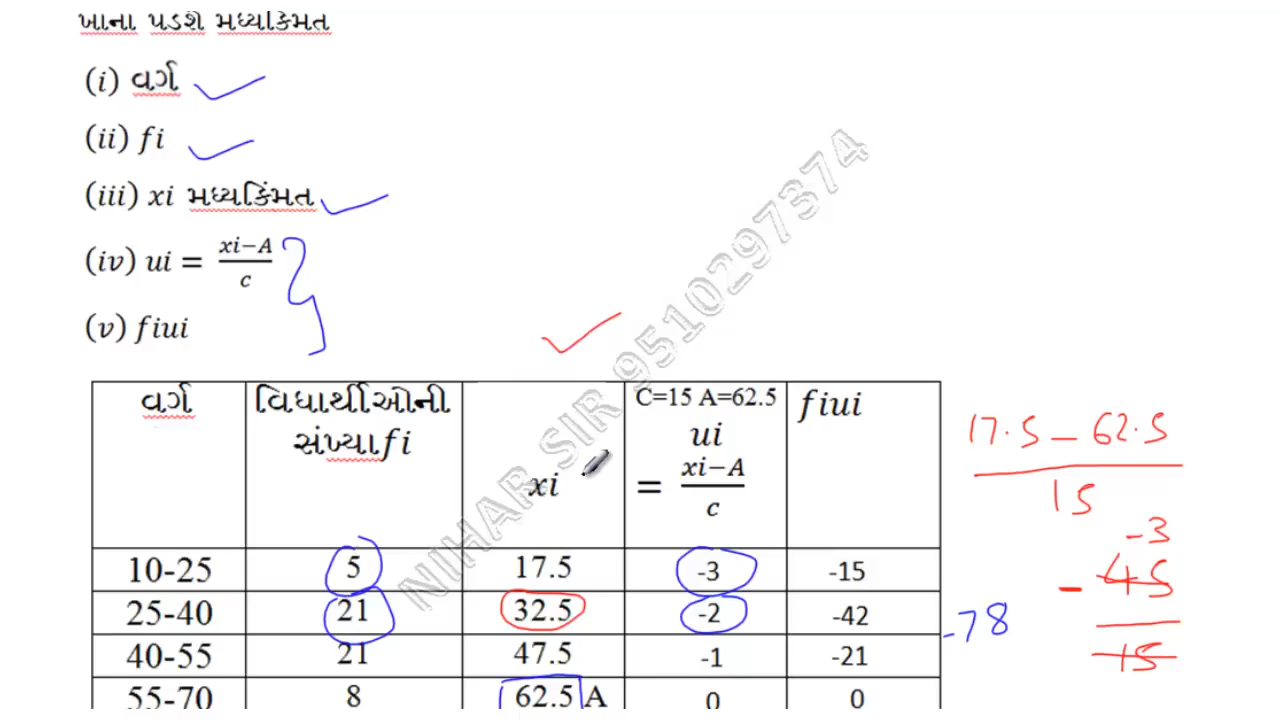 ખાના પડશે મધ્યકિંમત
(i) વર્ગ
(ii) fi
(iii) xi મધ્યકિંમત
(iv) ui = xi−A
c
(v) fiui
NIHAR SIR 9510297374
વર્ગ વિધાર્થીઓની C=15 A=62.5 fiui
સંખ્યા fi ui
xi = xi−A
c
17.5 – 62.5
15
-3
- 45
15
10-25 5 17.5 -3 -15
25-40 21 32.5 -2 -42
-78
40-55 21 47.5 -1 -21
55-70 8 62.5 A 0 0